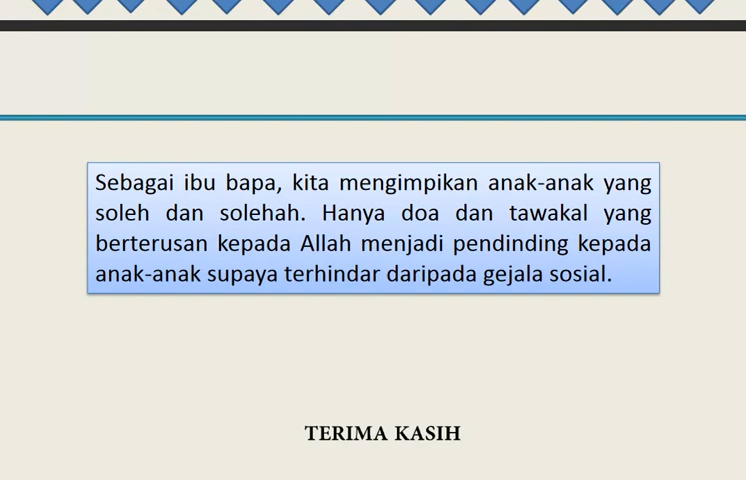 Sebagai ibu bapa, kita mengimpikan anak-anak yang
soleh dan solehah. Hanya doa dan tawakal yang
berterusan kepada Allah menjadi pendinding kepada
anak-anak supaya terhindar daripada gejala sosial.
TERIMA KASIH